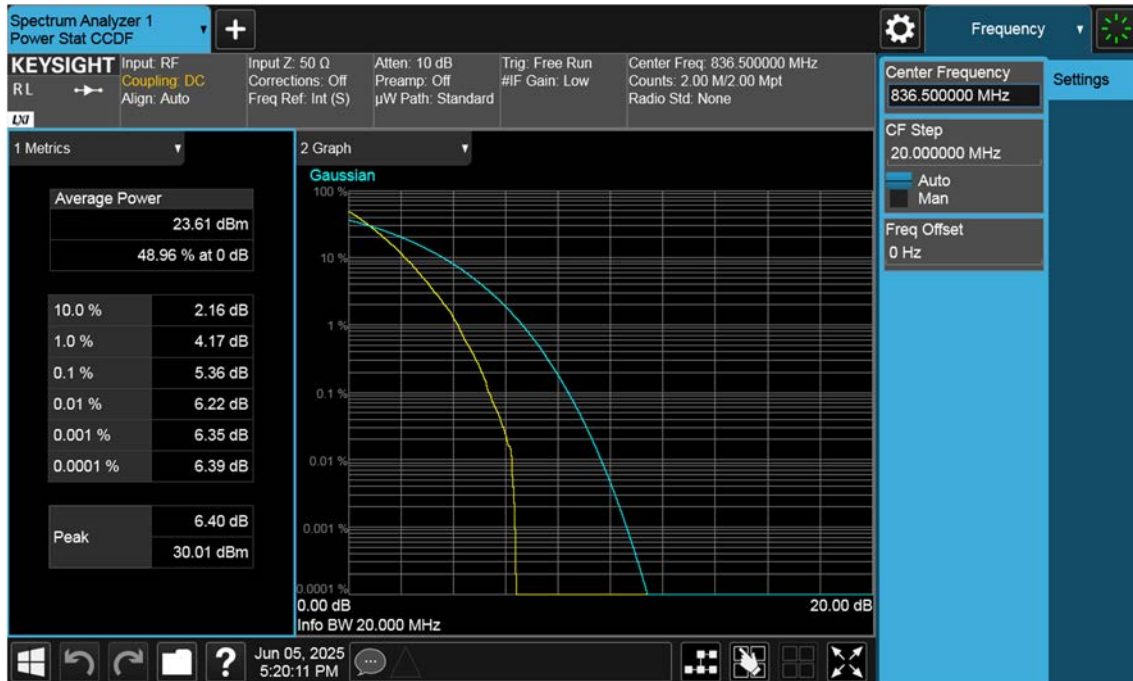 Spectrum Analyzer 1
Power Stat CCDF
Frequency
KEYSIGHT
R L
LXI
Input: RF
Coupling: DC
Align: Auto
Input Z: 50 Ω
Corrections: Off
Freq Ref: Int (S)
Atten: 10 dB
Preamp: Off
µW Path: Standard
Trig: Free Run
#IF Gain: Low
Center Freq: 836.500000 MHz
Counts: 2.00 M/2.00 Mpt
Radio Std: None
Center Frequency
836.500000 MHz
Settings
CF Step
20.000000 MHz
Auto
Man
Freq Offset
0 Hz
1 Metrics
Average Power
23.61 dBm
48.96 % at 0 dB
10.0 % 2.16 dB
1.0 % 4.17 dB
0.1 % 5.36 dB
0.01 % 6.22 dB
0.001 % 6.35 dB
0.0001 % 6.39 dB
Peak
6.40 dB
30.01 dBm
2 Graph
Gaussian
100 %
10 %
1 %
0.1 %
0.01 %
0.001 %
0.0001 %
0.00 dB 20.00 dB
Info BW 20.000 MHz
?
Jun 05, 2025
5:20:11 PM